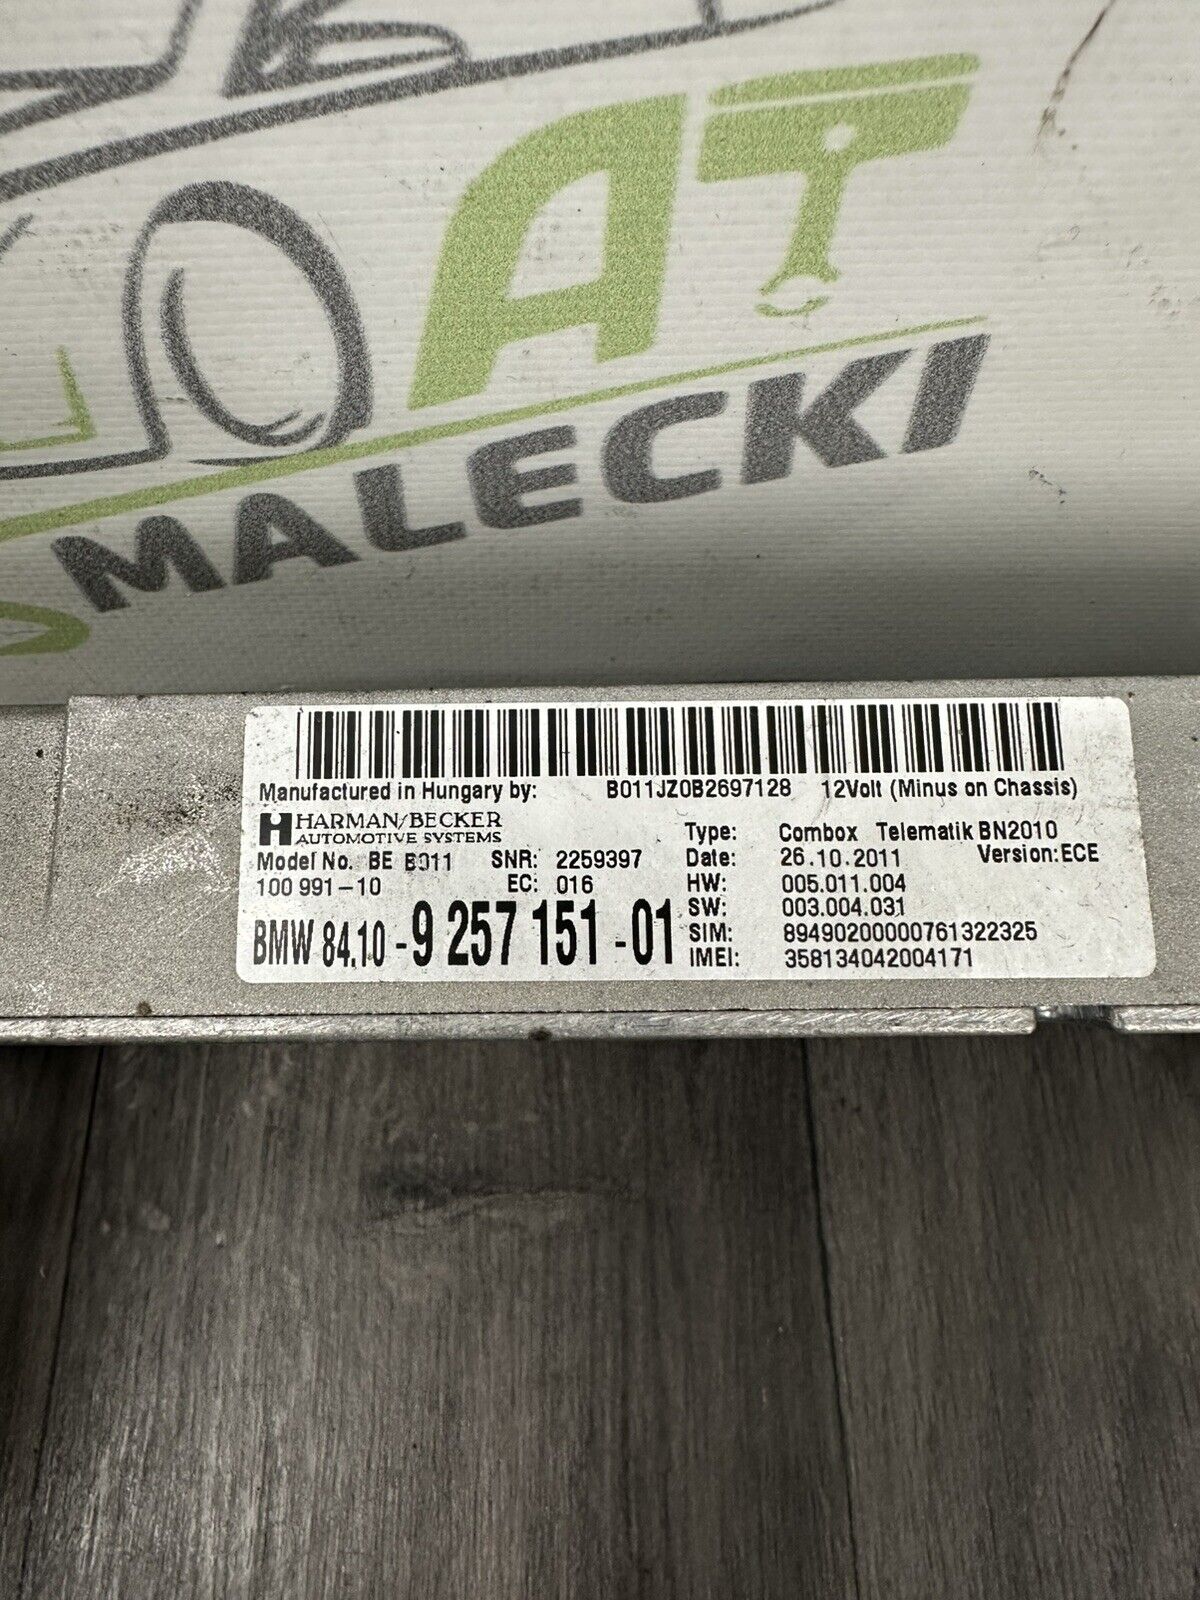 AT
MALECKI
Manufactured in Hungary by: B011JZ0B2697128 12Volt (Minus on Chassis)
HARMAN/BECKER
AUTOMOTIVE SYSTEMS
Type: Combox Telematik BN2010
Model No. BE B011 SNR: 2259397 Date: 26.10.2011 Version:ECE
100 991-10 EC: 016 HW: 005.011.004
SW: 003.004.031
BMW 84.10-9 257 151-01 SIM: 89490200000761322325
IMEI: 358134042004171